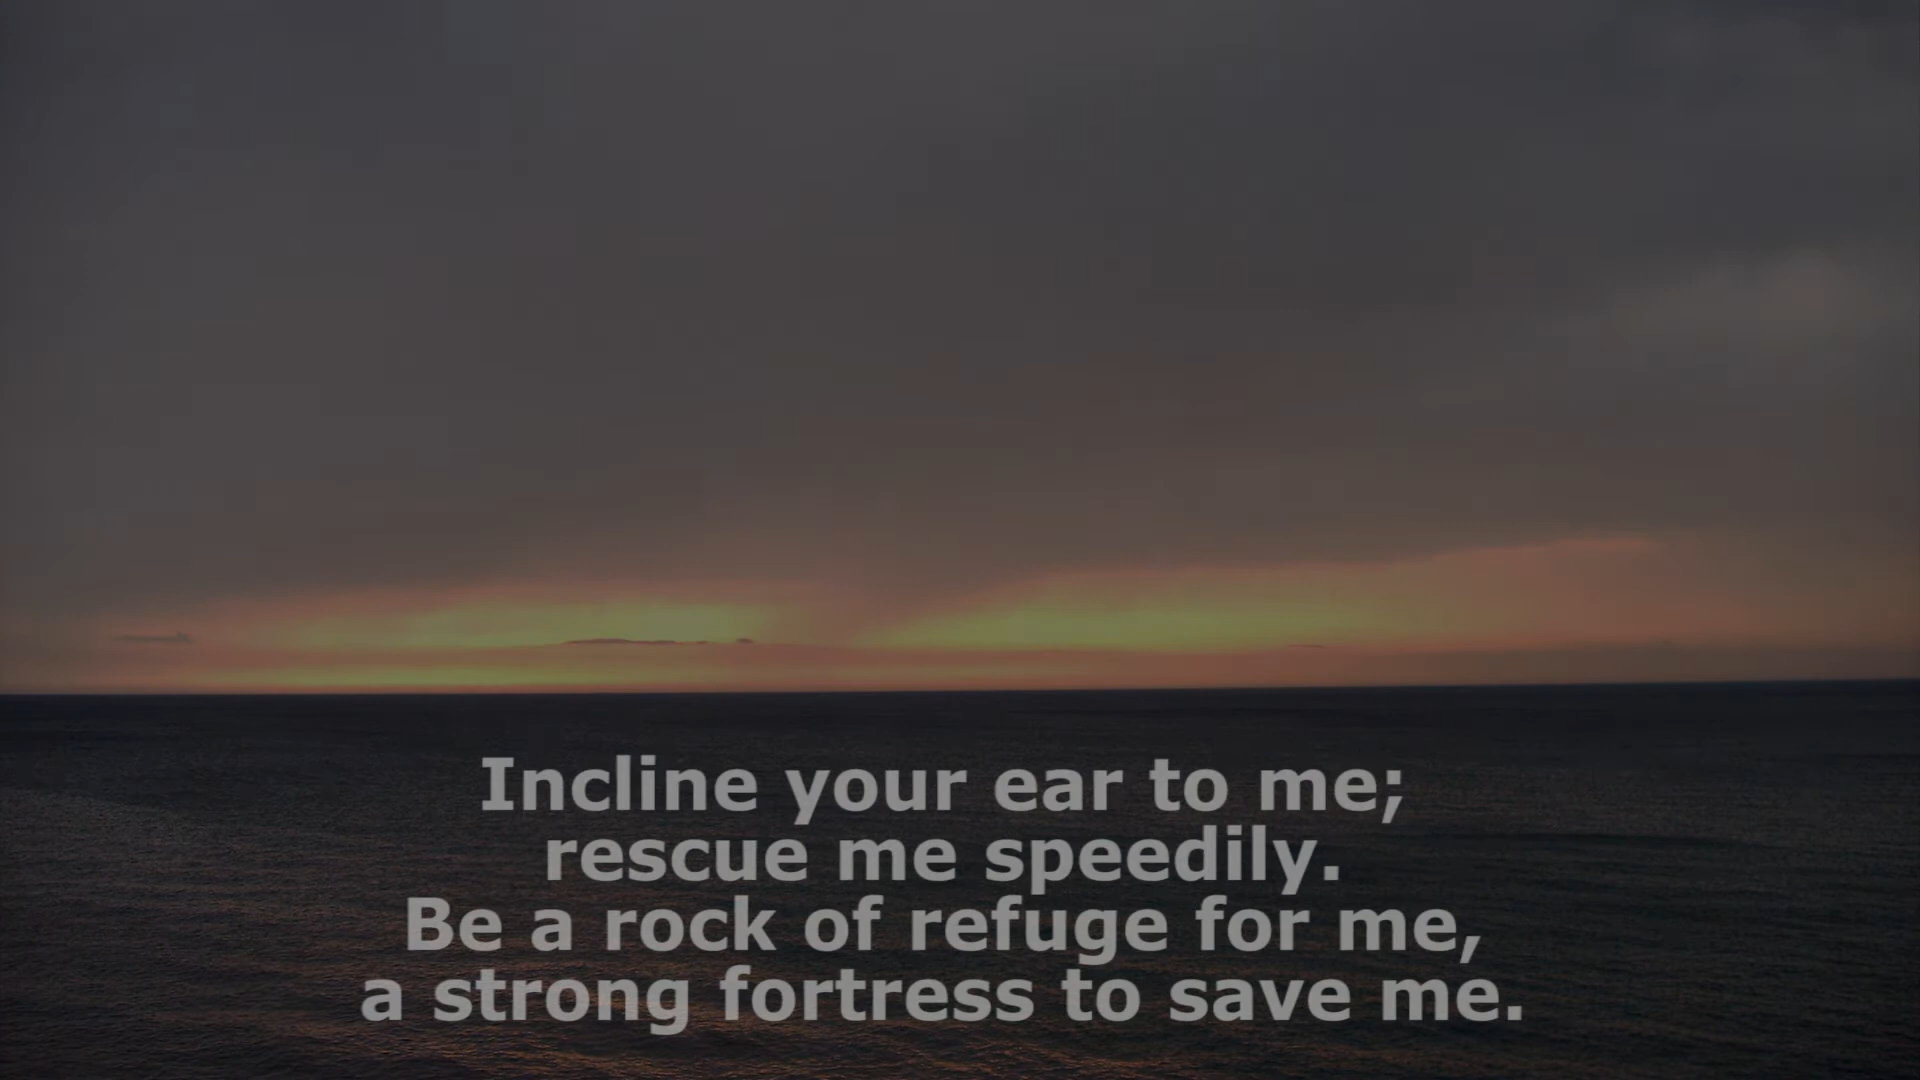 Incline your ear to me;
rescue me speedily.
Be a rock of refuge for me,
a strong fortress to save me.